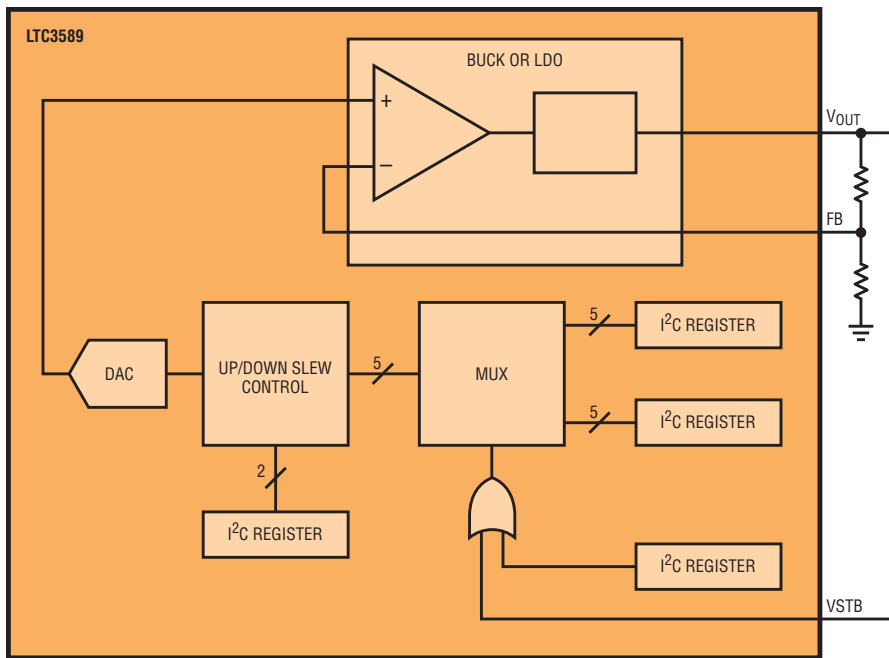 LTC3589
BUCK OR LDO
+
−
V_OUT
FB
5
I²C REGISTER
DAC
UP/DOWN SLEW
CONTROL
5
MUX
5
I²C REGISTER
2
I²C REGISTER
I²C REGISTER
VSTB